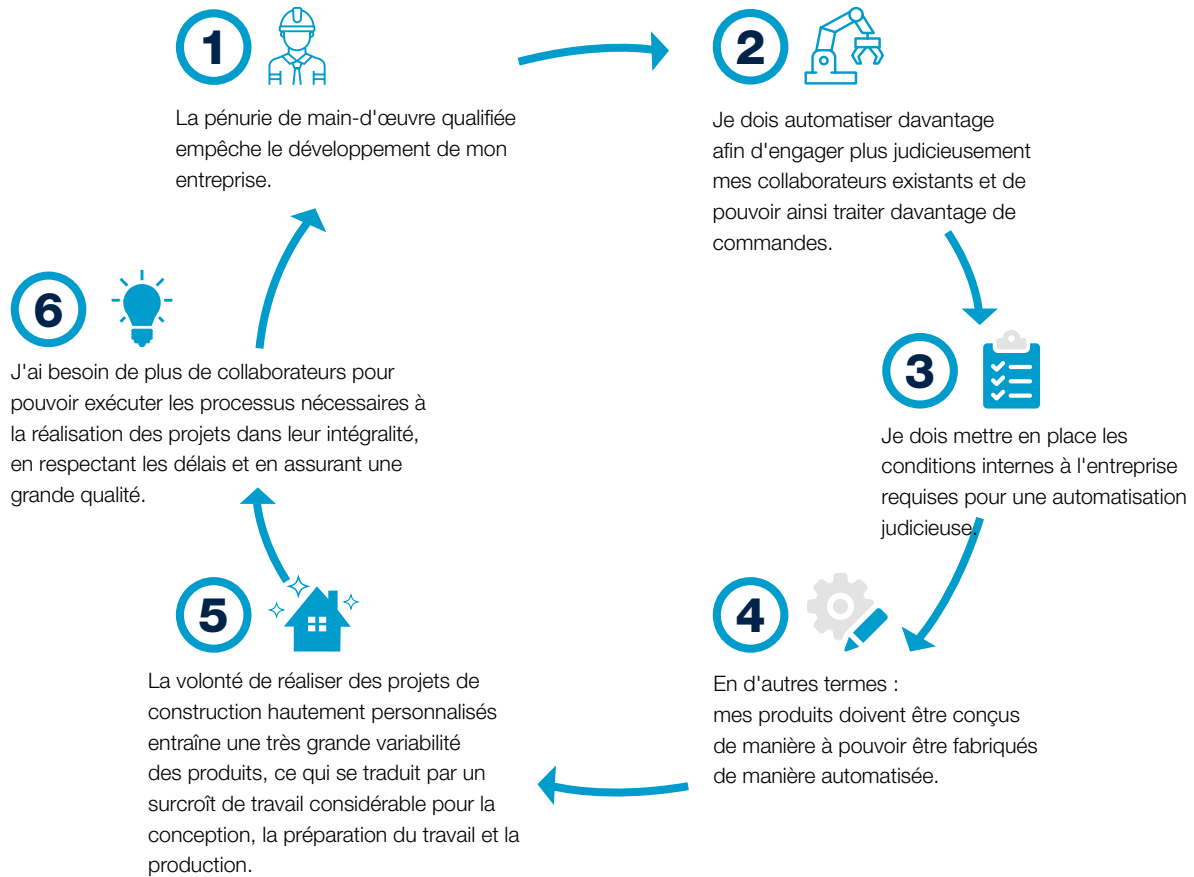 1
La pénurie de main-d'œuvre qualifiée
empêche le développement de mon
entreprise.
2
Je dois automatiser davantage
afin d'engager plus judicieusement
mes collaborateurs existants et de
pouvoir ainsi traiter davantage de
commandes.
3
Je dois mettre en place les
conditions internes à l'entreprise
requises pour une automatisation
judicieuse.
4
En d'autres termes :
mes produits doivent être conçus
de manière à pouvoir être fabriqués
de manière automatisée.
5
La volonté de réaliser des projets de
construction hautement personnalisés
entraîne une très grande variabilité
des produits, ce qui se traduit par un
surcroît de travail considérable pour la
conception, la préparation du travail et la
production.
6
J'ai besoin de plus de collaborateurs pour
pouvoir exécuter les processus nécessaires à
la réalisation des projets dans leur intégralité,
en respectant les délais et en assurant une
grande qualité.